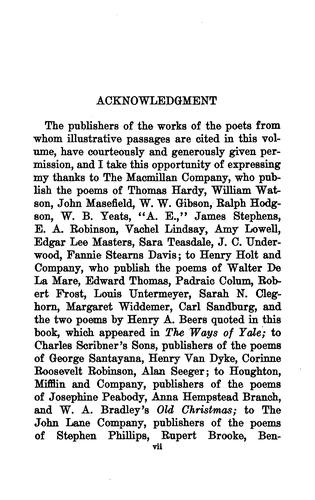 ACKNOWLEDGMENT
The publishers of the works of the poets from
whom illustrative passages are cited in this vol-
ume, have courteously and generously given per-
mission, and I take this opportunity of expressing
my thanks to The Macmillan Company, who pub-
lish the poems of Thomas Hardy, William Wat-
son, John Masefield, W. W. Gibson, Ralph Hodg-
son, W. B. Yeats, "A. E.," James Stephens,
E. A. Robinson, Vachel Lindsay, Amy Lowell,
Edgar Lee Masters, Sara Teasdale, J. C. Under-
wood, Fannie Stearns Davis; to Henry Holt and
Company, who publish the poems of Walter De
La Mare, Edward Thomas, Padraic Colum, Rob-
ert Frost, Louis Untermeyer, Sarah N. Cleg-
horn, Margaret Widdemer, Carl Sandburg, and
the two poems by Henry A. Beers quoted in this
book, which appeared in The Ways of Yale; to
Charles Scribner's Sons, publishers of the poems
of George Santayana, Henry Van Dyke, Corinne
Roosevelt Robinson, Alan Seeger; to Houghton,
Mifflin and Company, publishers of the poems
of Josephine Peabody, Anna Hempstead Branch,
and W. A. Bradley's Old Christmas; to The
John Lane Company, publishers of the poems
of Stephen Phillips, Rupert Brooke, Ben-
vii